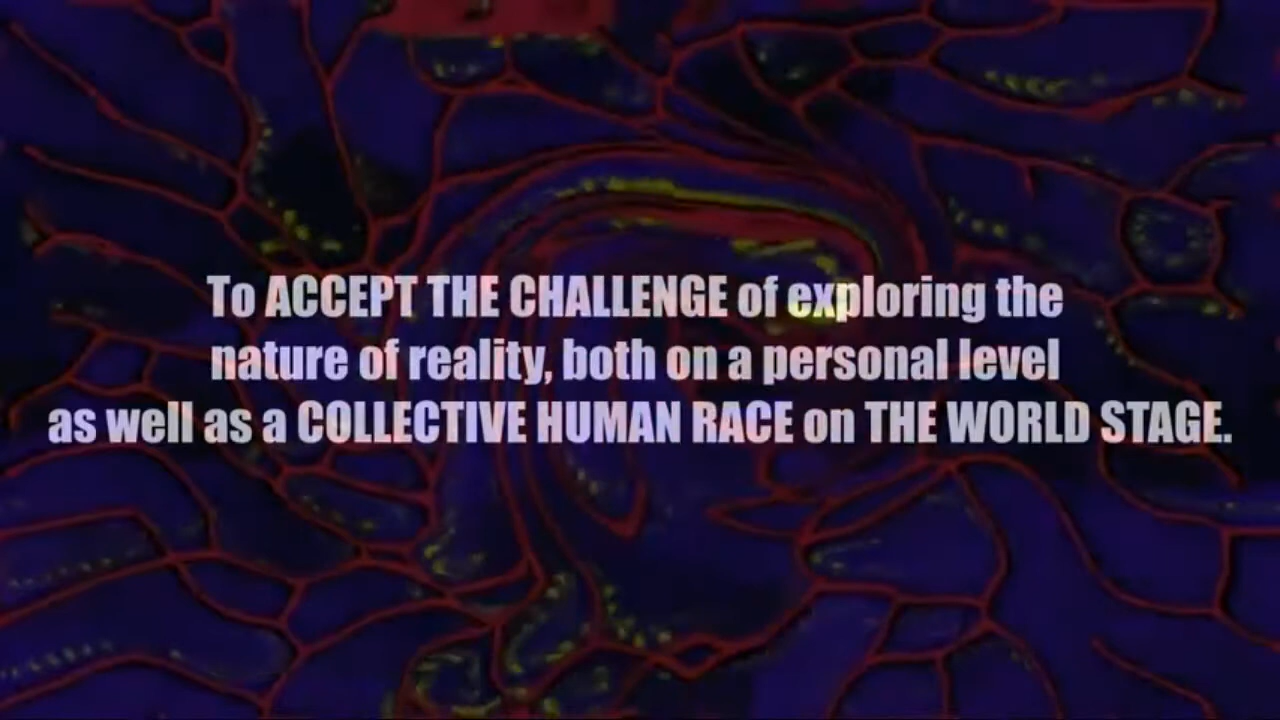 To ACCEPT THE CHALLENGE of exploring the
nature of reality, both on a personal level
as well as a COLLECTIVE HUMAN RACE on THE WORLD STAGE.